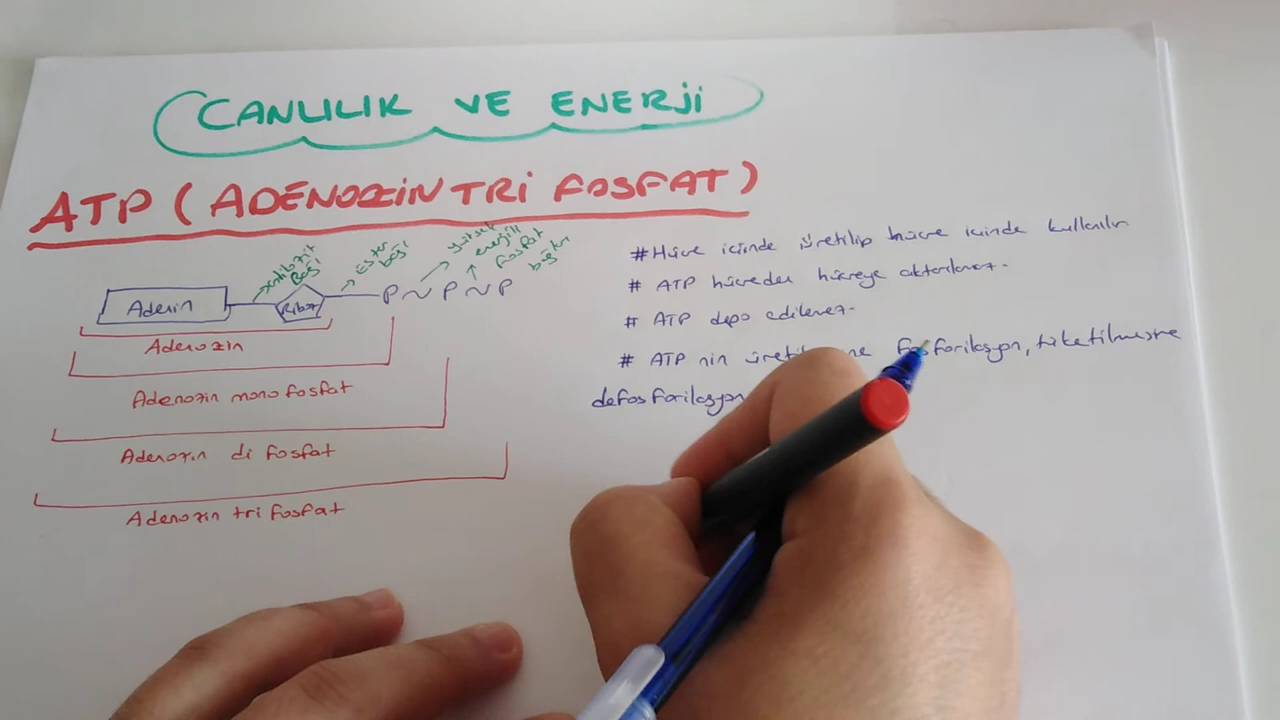 CANLILIK VE ENERJİ
ATP (ADENOZİN TRİ FOSFAT)
Ester bağı
yüksek enerjili fosfat bağları
Adenin
Riboz
P ~ P ~ P
Adenozin
Adenozin mono fosfat
Adenozin di fosfat
Adenozin tri fosfat
#Hücre içinde üretilip hücre içinde kullanılır
# ATP hücreden hücreye aktarılamaz.
# ATP depo edilemez.
# ATP nin fosforilasyon, tüketilmesine
defosforilasyon